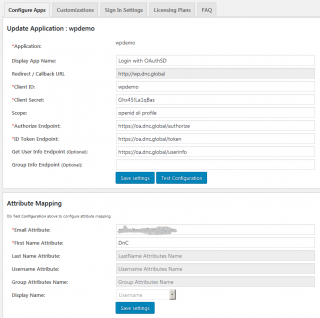 Configure Apps Customizations Sign In Settings Licensing Plans FAQ
Update Application : wpdemo
*Application: wpdemo
Display App Name: Login with OAuthSD
Redirect / Callback URL http://wp.dnc.global
*Client ID: wpdemo
*Client Secret:
Scope: openid sli profile
*Authorize Endpoint: https://oa.dnc.global/authorize
*ID Token Endpoint: https://oa.dnc.global/token
Get User Info Endpoint (Optional): https://oa.dnc.global/userinfo
Group Info Endpoint (Optional):
Save settings Test Configuration
Attribute Mapping
Do Test Configuration above to configure attribute mapping.
*Email Attribute:
*First Name Attribute: DnC
Last Name Attribute: LastName Attributes Name
Username Attribute: Username Attributes Name
Group Attributes Name: Group Attributes Name
Display Name: Username
Save settings